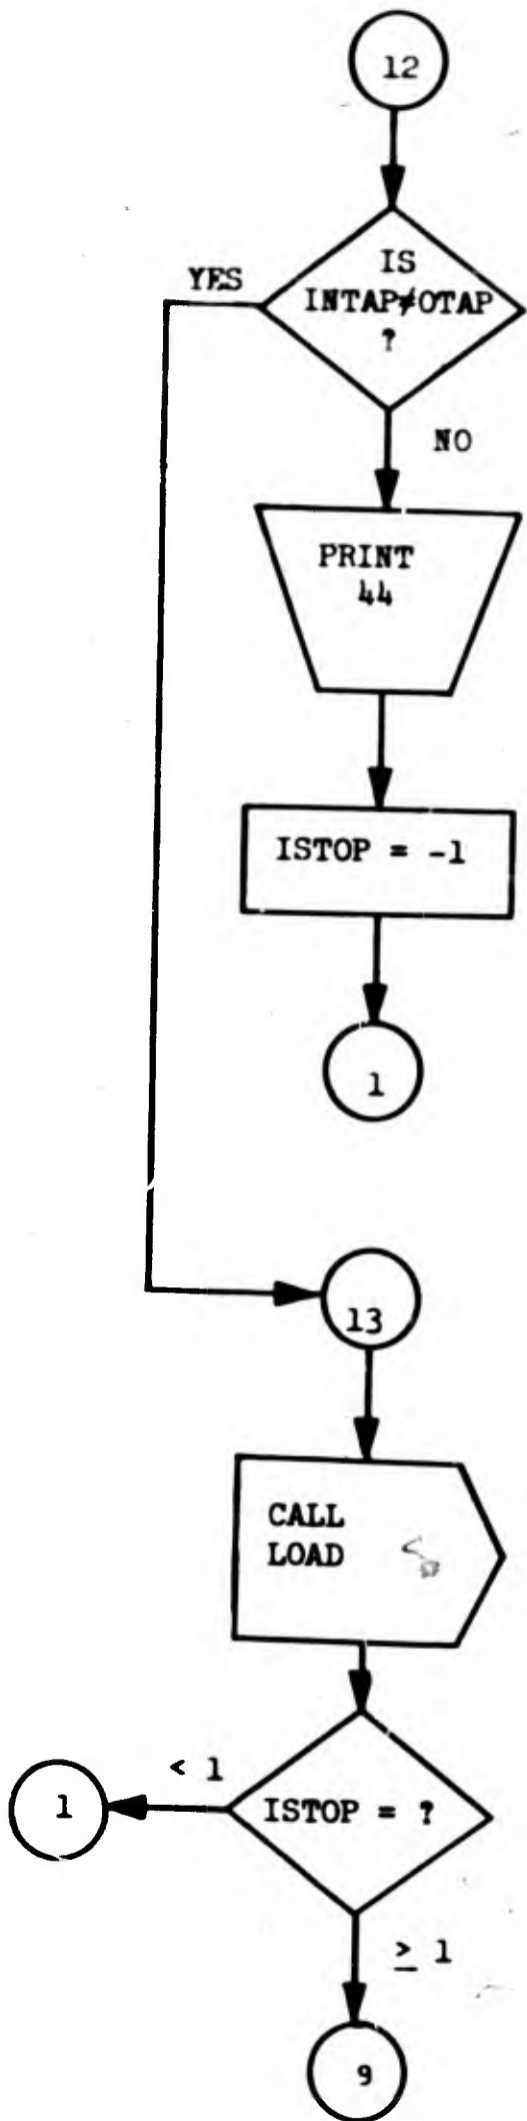 12
IS
INTAP≠OTAP
?
YES
NO
PRINT
44
ISTOP = -1
1
13
CALL
LOAD
< 1
1
ISTOP = ?
≥ 1
9